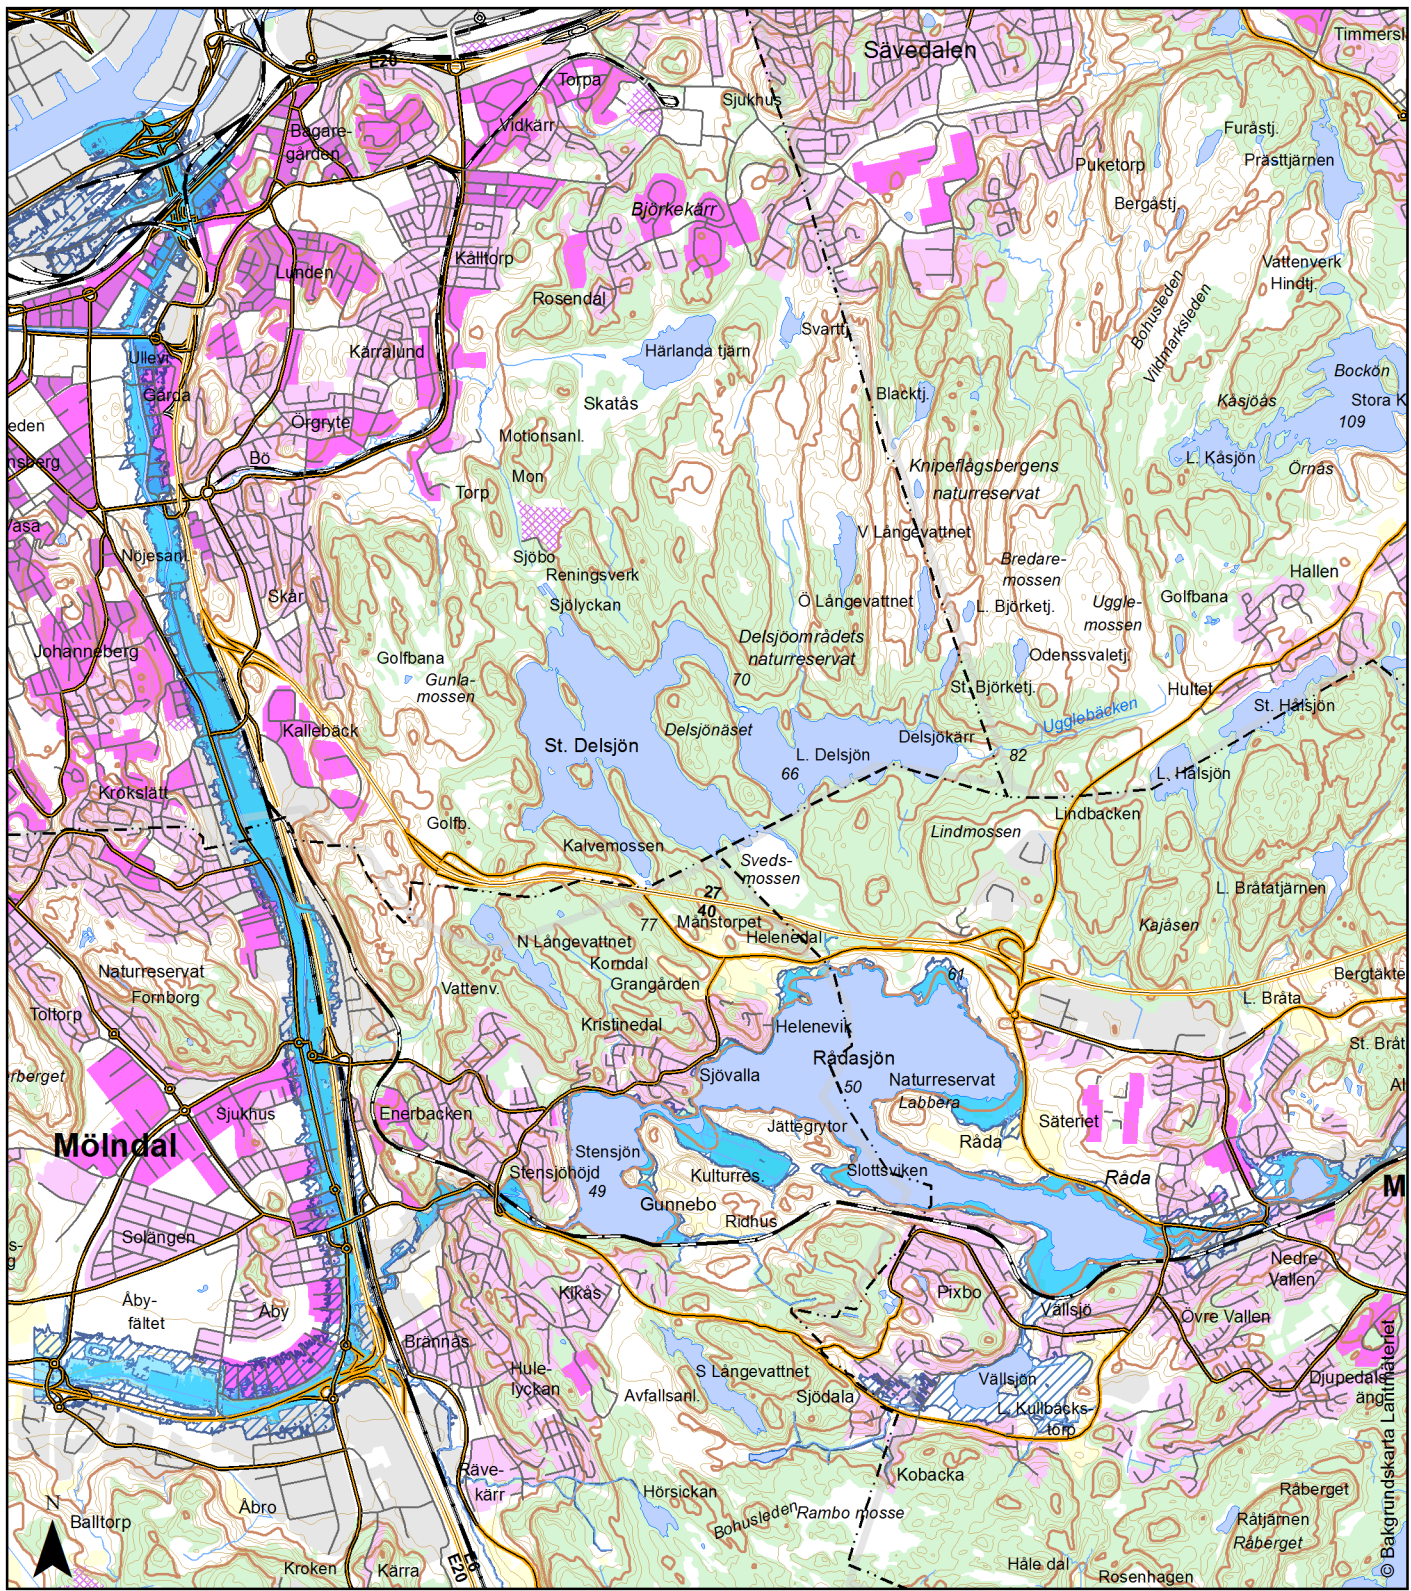 Sävedalen
Timmersl
E20
Torpa
Sjukhus
Vidkärr
Bagare-
gården
Furåstj.
Prästtjärnen
Puketorp
Bergåstj.
Björkekärr
Kålltorp
Lunden
Vattenverk
Hindtj.
Rosendal
Bohusleden
Vildmarksleden
Svarttj.
Ullevi
Kärralund
Härlanda tjärn
Bockön
Gårda
Blacktj.
Kåsjöås
Stora K
109
Skatås
eden
Örgryte
Motionsanl.
Bö
nsberg
L. Kåsjön
Örnås
Knipeflågsbergens
naturreservat
Mon
Torp
Vasa
V Långevattnet
Nöjesanl.
Sjöbo
Reningsverk
Bredare-
mossen
Hallen
Skår
Sjölyckan
Ö Långevattnet
L. Björketj.
Uggle-
mossen
Golfbana
Johanneberg
Delsjöområdets
naturreservat
Golfbana
Odenssvaletj.
Gunla-
mossen
70
St. Björketj.
Hultet
St. Hålsjön
Ugglebäcken
Kallebäck
Delsjönäset
Delsjökärr
St. Delsjön
L. Delsjön
66
82
L. Hålsjön
Krokslätt
Lindbacken
Golfb.
Lindmossen
Kalvemossen
Sveds-
mossen
L. Bråtatjärnen
27
40
77
Månstorpet
Helenedal
Kajåsen
N Långevattnet
Korndal
Grangården
Naturreservat
Fornborg
Vattenv.
61
Bergtäkte
L. Bråta
Toltorp
Kristinedal
Helenevik
Rådasjön
St. Bråt
rberget
Sjövalla
50
Naturreservat
Labbera
Al
Sjukhus
Enerbacken
Jättegrytor
Säteriet
Råda
Mölndal
Stensjön
Stensjöhöjd
49
Kulturres.
Slottsviken
Råda
M
Gunnebo
Ridhus
Solängen
s-
g
Nedre
Vallen
Kikås
Pixbo
Åby-
fältet
Åby
Vällsjö
Övre Vallen
Brännås
Hule-
lyckan
S Långevattnet
Vällsjön
Djupedals-
äng
Avfallsanl.
Sjödala
L. Kullbäcks-
torp
Räve-
kärr
Kobacka
Hörsickan
Råberget
N
Åbro
Balltorp
Bohusleden
Rambo mosse
Råtjärnen
Råberget
Kroken
Kärra
E6
E20
Håle dal
Rosenhagen
© Bakgrundskarta Lantmäteriet